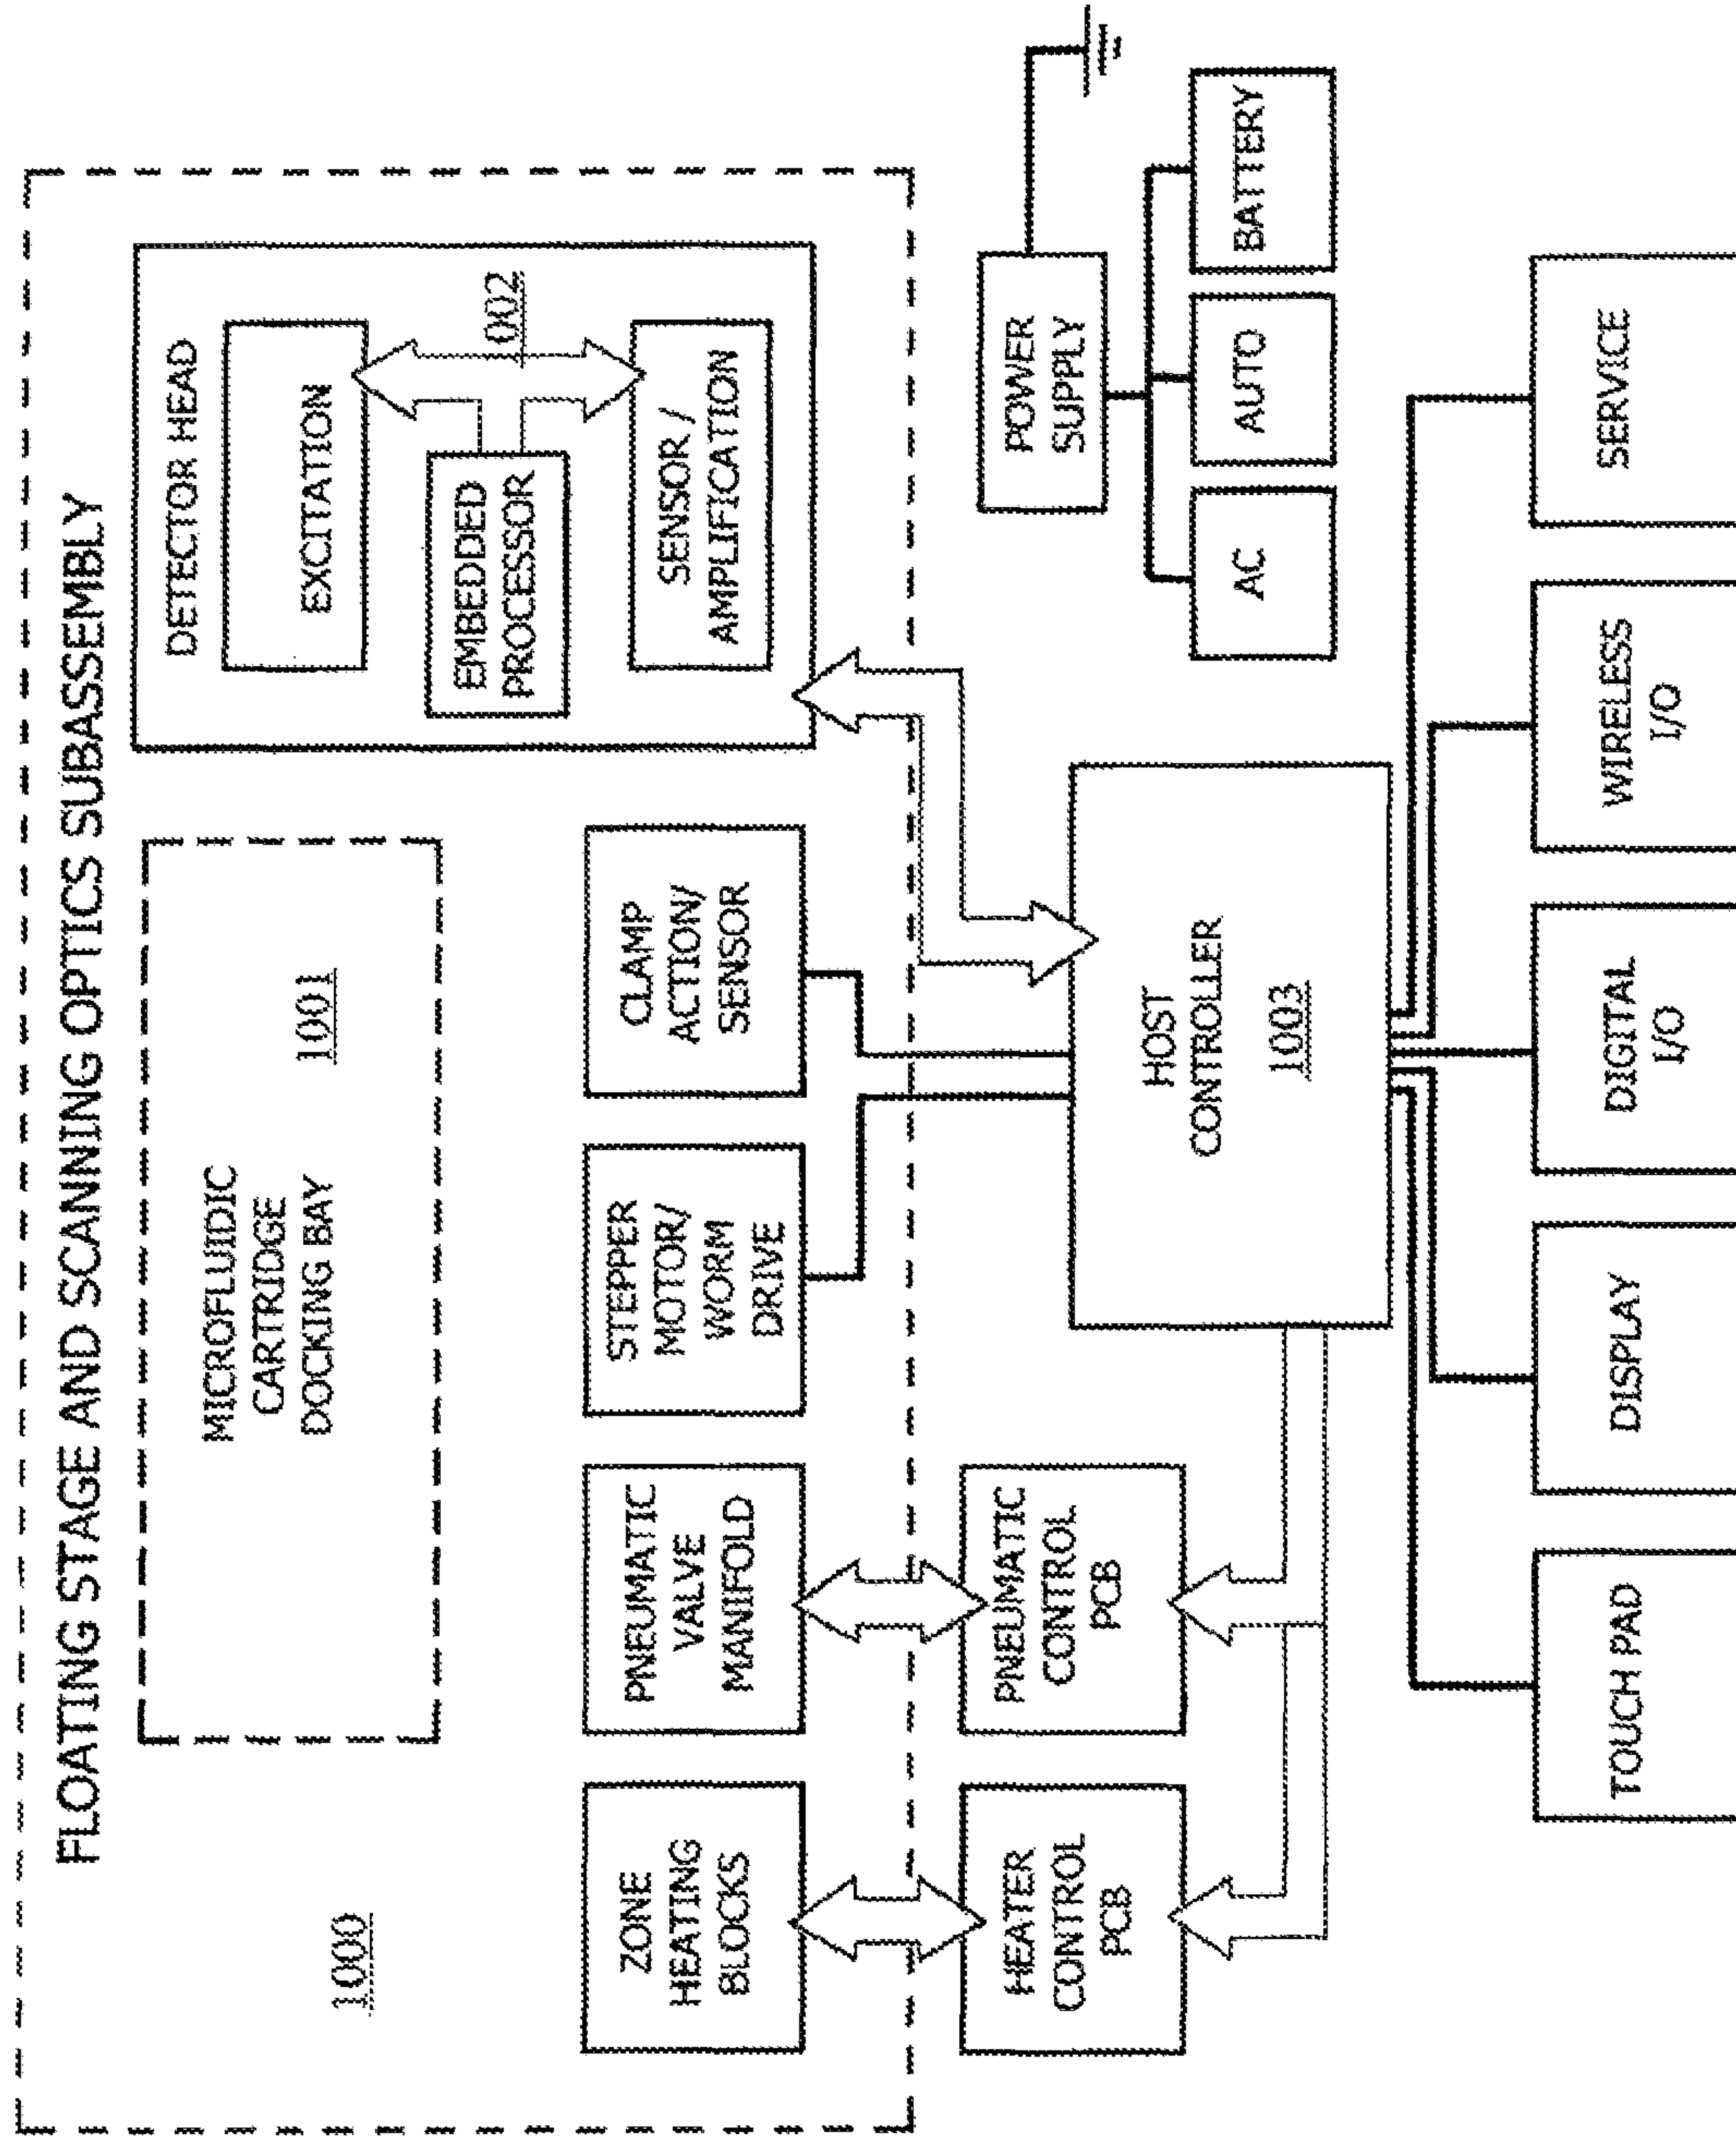 FLOATING STAGE AND SCANNING OPTICS SUBASSEMBLY
1000
MICROFLUIDIC
CARTRIDGE
DOCKING BAY
1001
DETECTOR HEAD
EXCITATION
EMBEDDED
PROCESSOR
002
SENSOR /
AMPLIFICATION
ZONE
HEATING
BLOCKS
PNEUMATIC
VALVE
MANIFOLD
STEPPER
MOTOR/
WORM
DRIVE
CLAMP
ACTION/
SENSOR
HEATER
CONTROL
PCB
PNEUMATIC
CONTROL
PCB
HOST
CONTROLLER
1003
POWER
SUPPLY
AC
AUTO
BATTERY
TOUCH PAD
DISPLAY
DIGITAL
I/O
WIRELESS
I/O
SERVICE